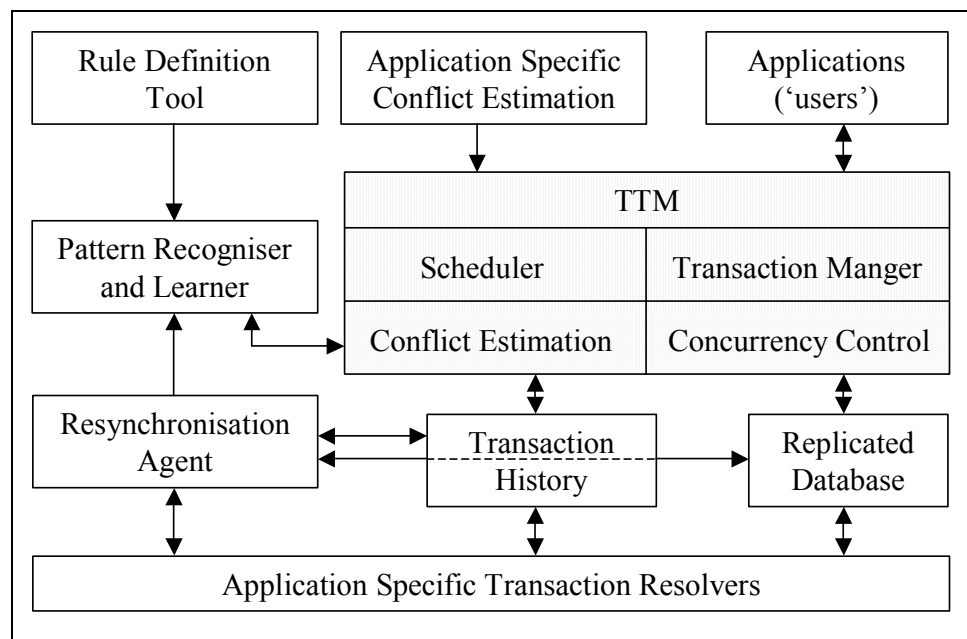 Rule Definition
Tool
Application Specific
Conflict Estimation
Applications
(‘users’)
TTM
Pattern Recogniser
and Learner
Scheduler
Transaction Manger
Conflict Estimation
Concurrency Control
Resynchronisation
Agent
Transaction
History
Replicated
Database
Application Specific Transaction Resolvers